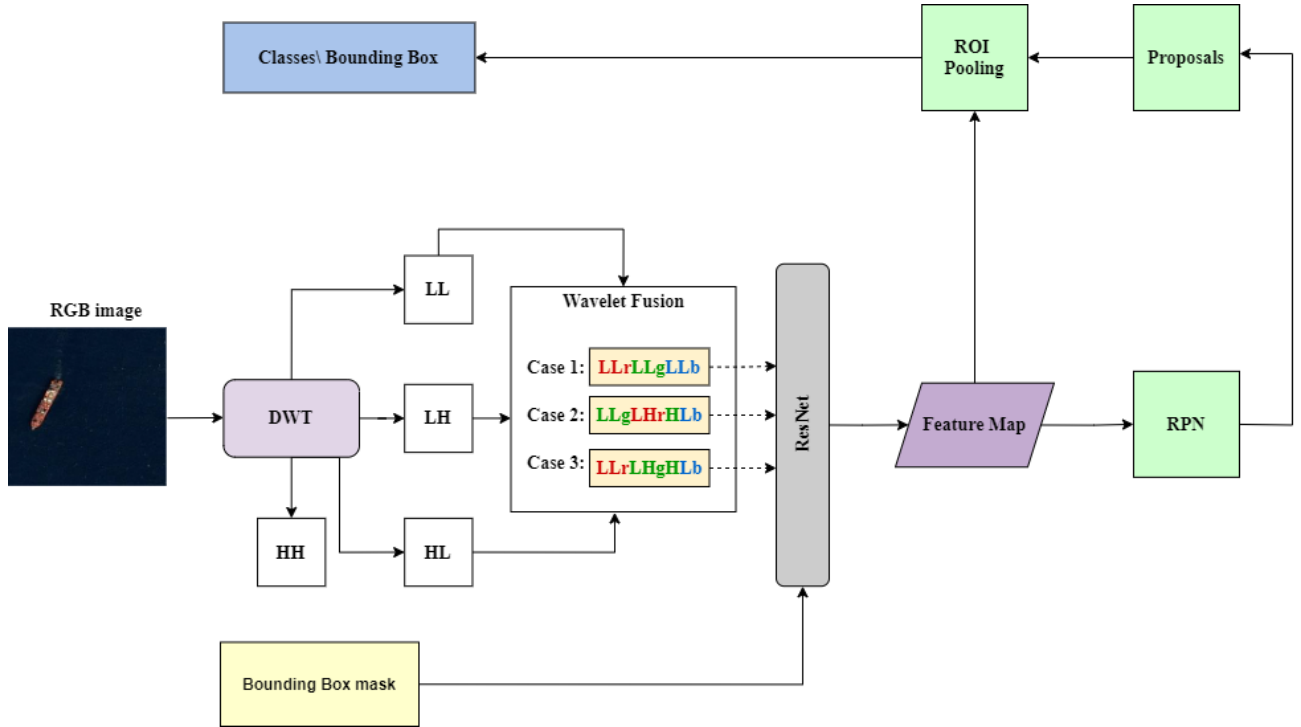 Classes\ Bounding Box
ROI
Pooling
Proposals
RGB image
LL
Wavelet Fusion
Case 1: LLrLLgLLb
DWT
LH
Case 2: LLgLHrHLb
Case 3: LLrLHgHLb
HH
HL
ResNet
Feature Map
RPN
Bounding Box mask